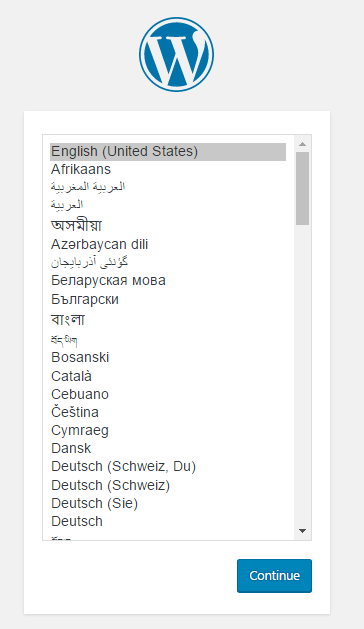 English (United States)
Afrikaans
العربية المغربية
العربية
অসমীয়া
Azərbaycan dili
گؤنئی آذربایجان
Беларуская мова
Български
বাংলা
བོད་ཡིག
Bosanski
Català
Cebuano
Čeština
Cymraeg
Dansk
Deutsch (Schweiz, Du)
Deutsch (Schweiz)
Deutsch (Sie)
Deutsch
Continue